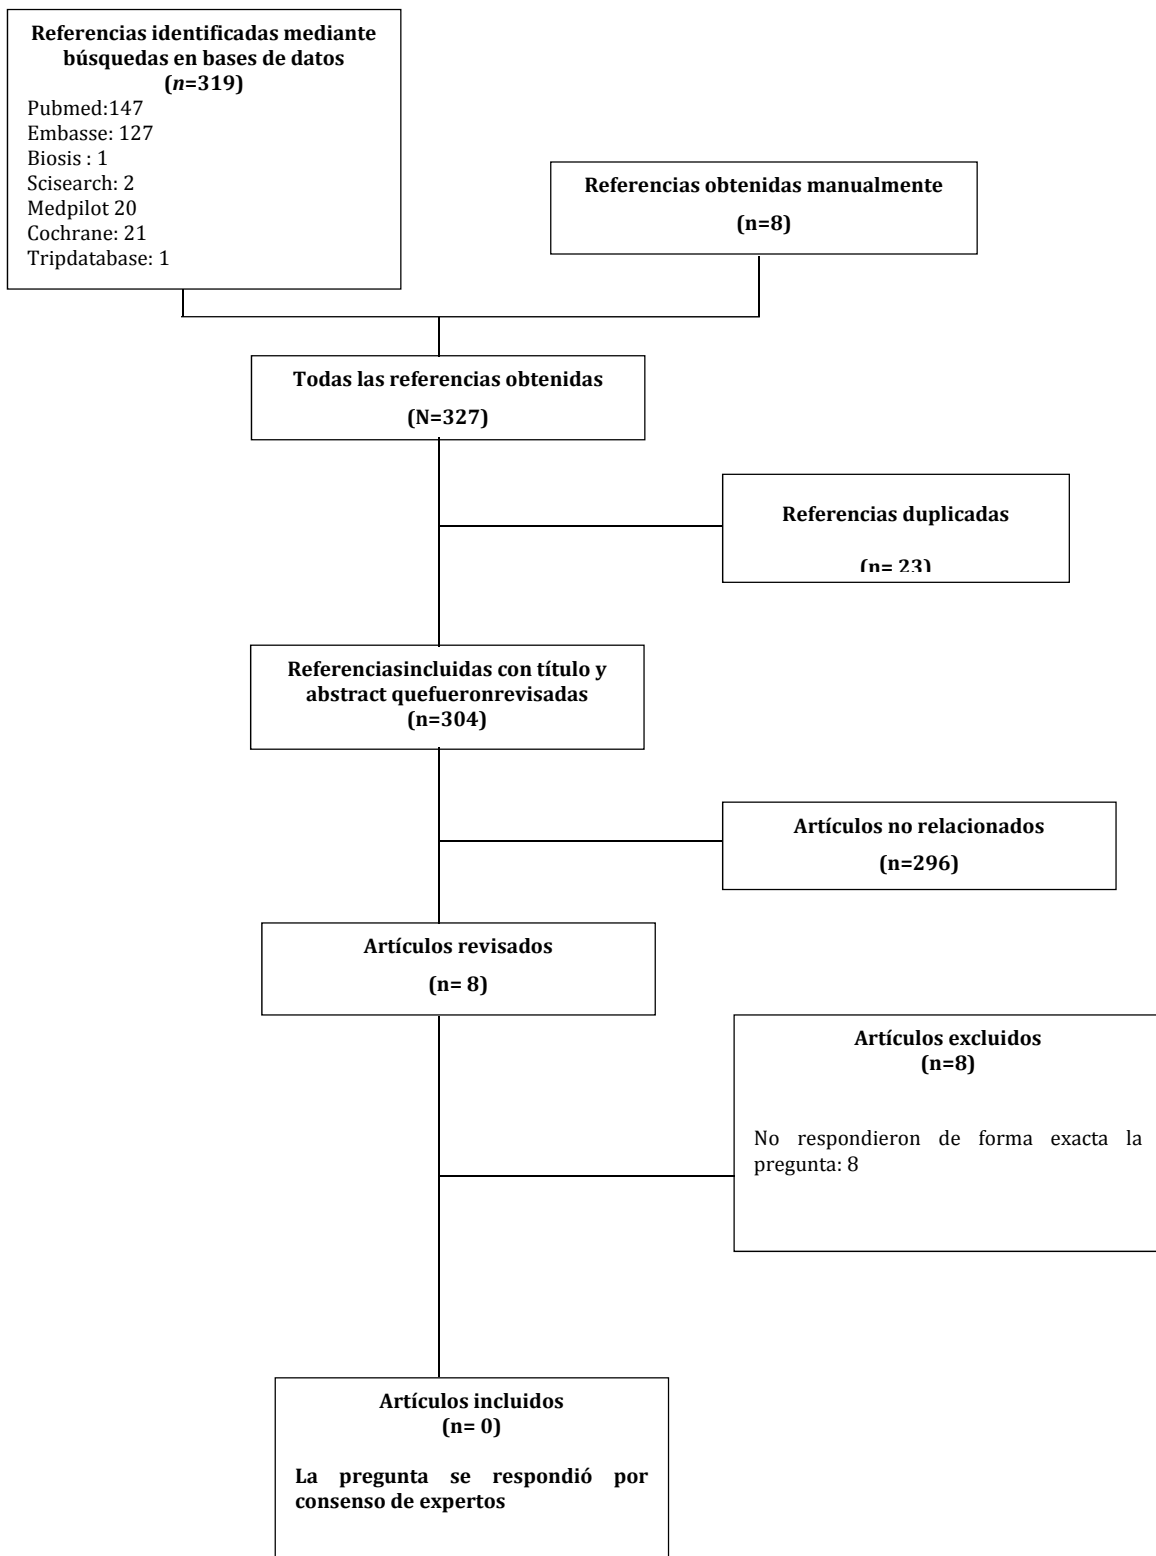 Referencias identificadas mediante
búsquedas en bases de datos
(n=319)
Pubmed:147
Embasse: 127
Biosis : 1
Scisearch: 2
Medpilot 20
Cochrane: 21
Tripdatabase: 1
Referencias obtenidas manualmente
(n=8)
Todas las referencias obtenidas
(N=327)
Referencias duplicadas
(n= 23)
Referenciasincluidas con título y
abstract quefueronrevisadas
(n=304)
Artículos no relacionados
(n=296)
Artículos revisados
(n= 8)
Artículos excluidos
(n=8)
No respondieron de forma exacta la
pregunta: 8
Artículos incluidos
(n= 0)
La pregunta se respondió por
consenso de expertos